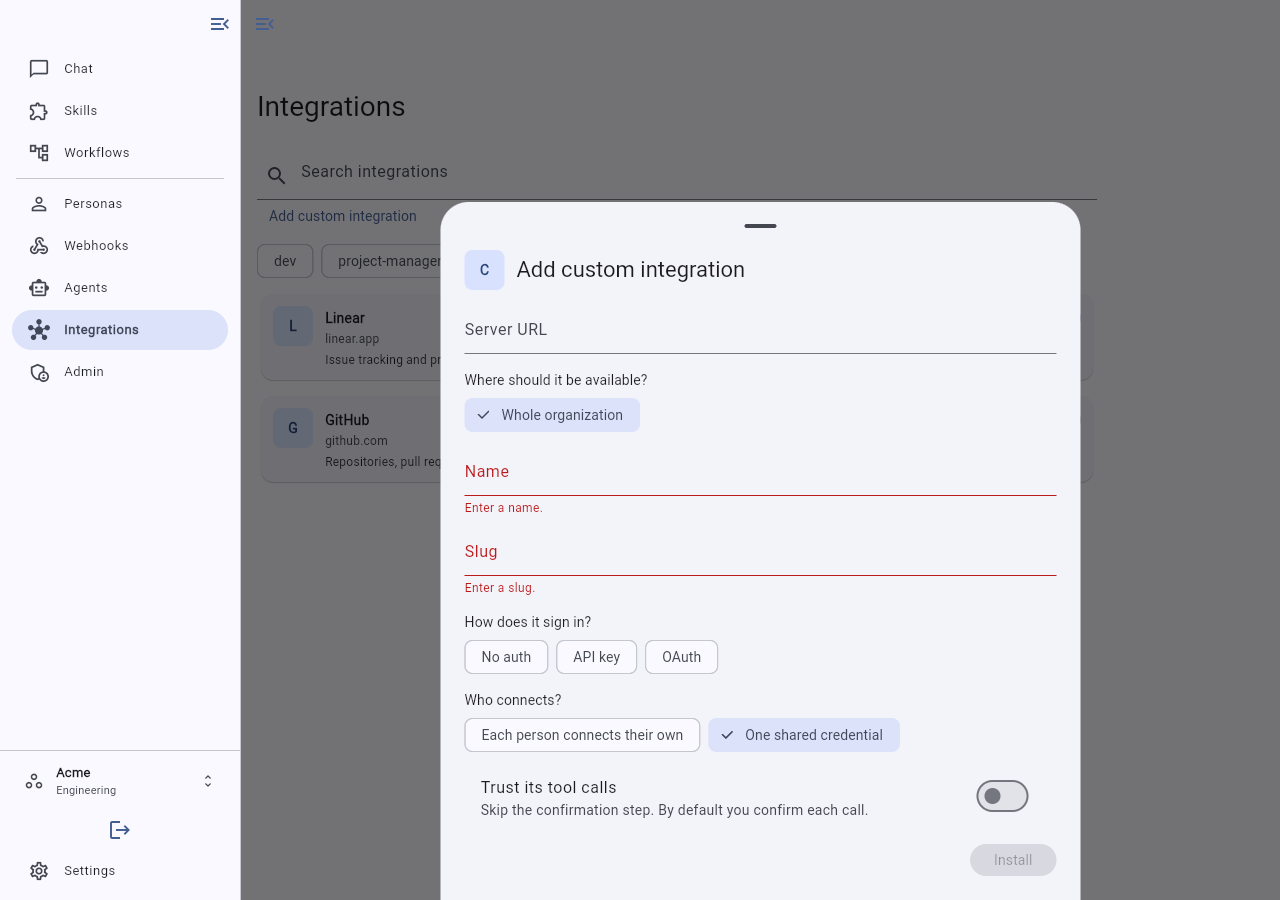 Chat
Skills
Workflows
Personas
Webhooks
Agents
Integrations
Admin
Acme
Engineering
Settings
Integrations
Search integrations
Add custom integration
dev
project-manager
L
Linear
linear.app
Issue tracking and pr
G
GitHub
github.com
Repositories, pull req
C
Add custom integration
Server URL
Where should it be available?
Whole organization
Name
Enter a name.
Slug
Enter a slug.
How does it sign in?
No auth
API key
OAuth
Who connects?
Each person connects their own
One shared credential
Trust its tool calls
Skip the confirmation step. By default you confirm each call.
Install